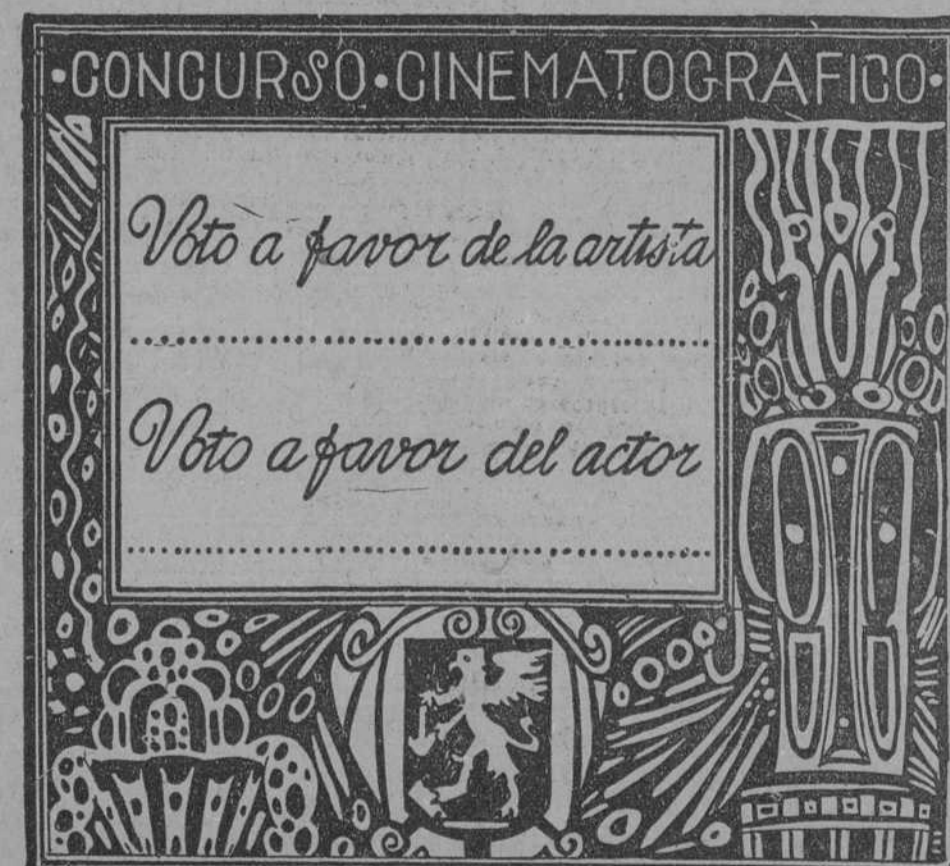 ·CONCURSO·CINEMATOGRAFICO·
Voto a favor de la artista
Voto a favor del actor